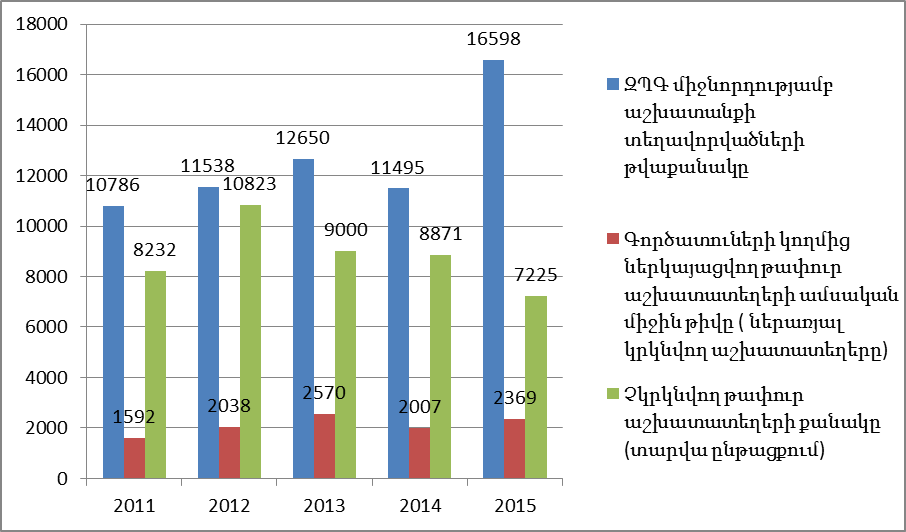 18000
16000
14000
12000
10000
8000
6000
4000
2000
0
10786
1592
8232
11538
2038
10823
12650
2570
9000
11495
2007
8871
16598
2369
7225
2011
2012
2013
2014
2015
ԶՊԳ միջնորդությամբ
աշխատանքի
տեղավորվածների
թվաքանակը
Գործատուների կողմից
ներկայացվող թափուր
աշխատատեղերի ամսական
միջին թիվը ( ներառյալ
կրկնվող աշխատատեղերը)
Չկրկնվող թափուր
աշխատատեղերի քանակը
(տարվա ընթացքում)